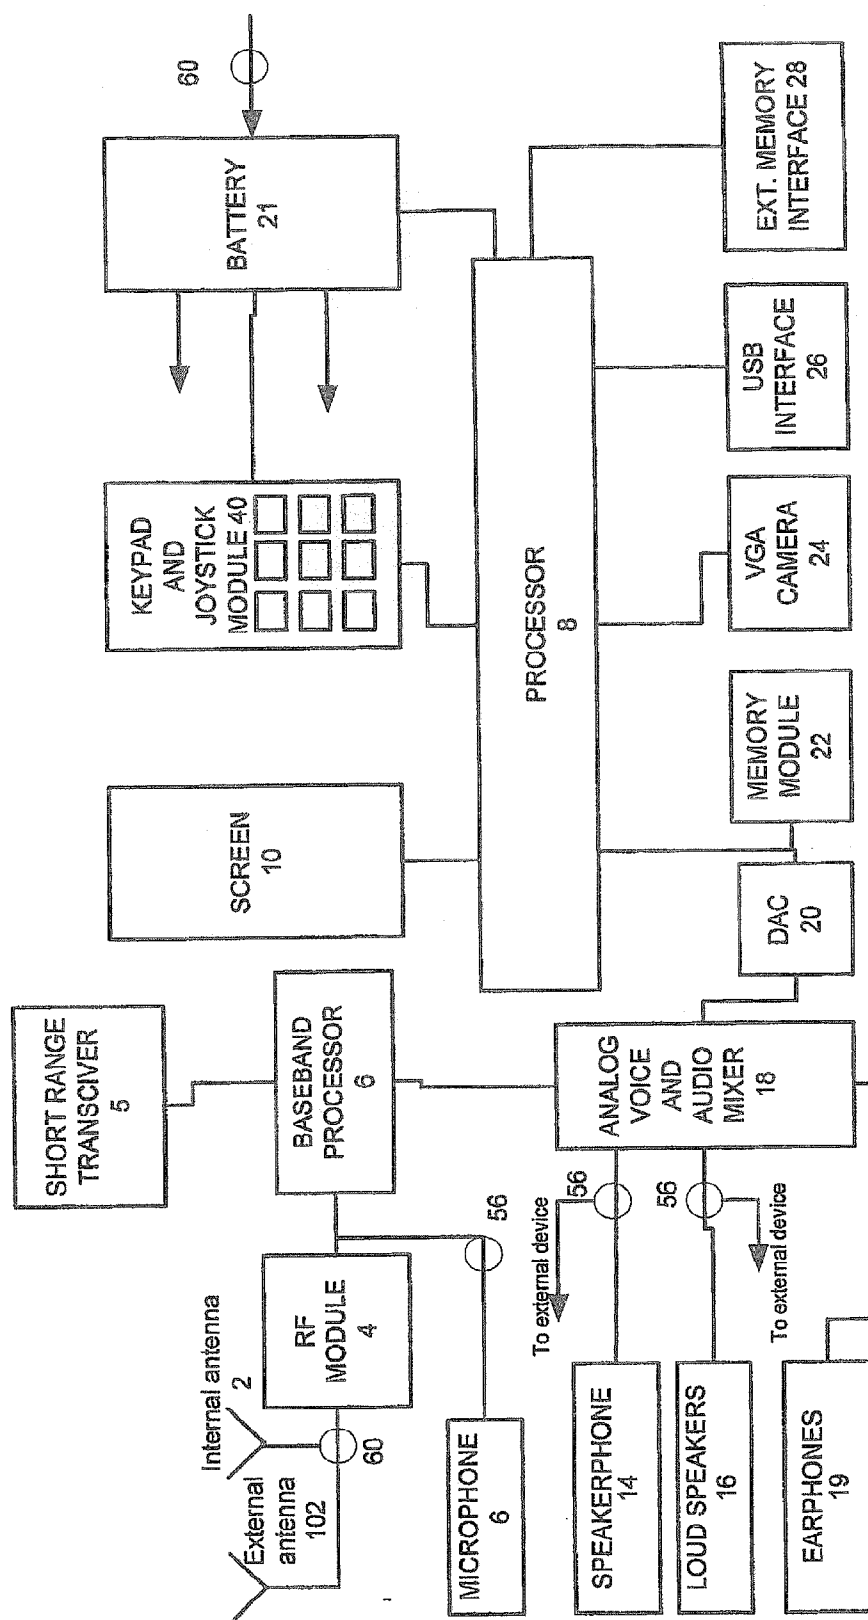 External
antenna
102
Internal antenna
2
60
RF
MODULE
4
SHORT RANGE
TRANSCIVER
5
BASEBAND
PROCESSOR
6
SCREEN
10
KEYPAD
AND
JOYSTICK
MODULE 40
BATTERY
21
60
MICROPHONE
6
56
PROCESSOR
8
SPEAKERPHONE
14
To external device
56
LOUD SPEAKERS
16
56
To external device
ANALOG
VOICE
AND
AUDIO
MIXER
18
EARPHONES
19
DAC
20
MEMORY
MODULE
22
VGA
CAMERA
24
USB
INTERFACE
26
EXT. MEMORY
INTERFACE 28